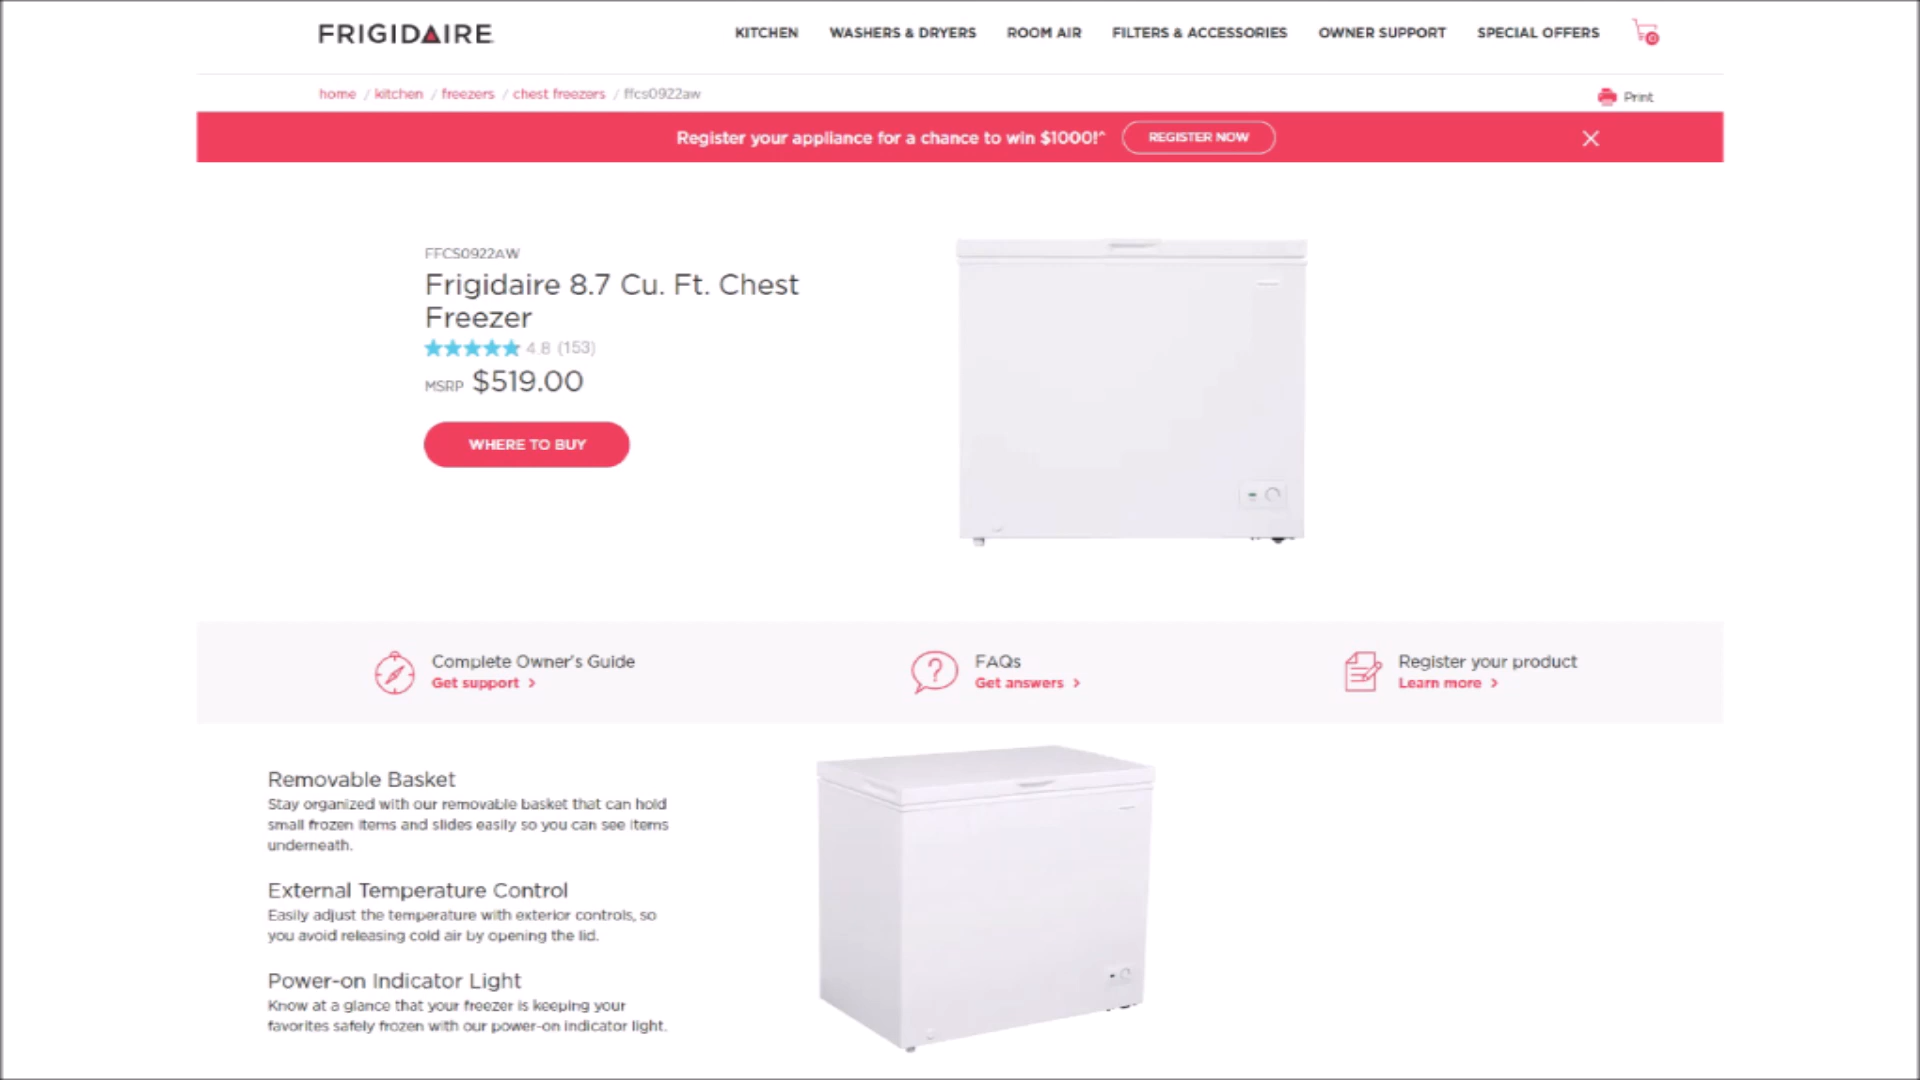 FRIGIDAIRE
KITCHEN WASHERS & DRYERS ROOM AIR FILTERS & ACCESSORIES OWNER SUPPORT SPECIAL OFFERS 0
home / kitchen / freezers / chest freezers / ffcs0922aw
Print
Register your appliance for a chance to win $1000!^ REGISTER NOW
FFCS0922AW
Frigidaire 8.7 Cu. Ft. Chest
Freezer
4.8 (153)
MSRP $519.00
WHERE TO BUY
Complete Owner's Guide
Get support >
FAQs
Get answers >
Register your product
Learn more >
Removable Basket
Stay organized with our removable basket that can hold
small frozen items and slides easily so you can see items
underneath.
External Temperature Control
Easily adjust the temperature with exterior controls, so
you avoid releasing cold air by opening the lid.
Power-on Indicator Light
Know at a glance that your freezer is keeping your
favorites safely frozen with our power-on indicator light.